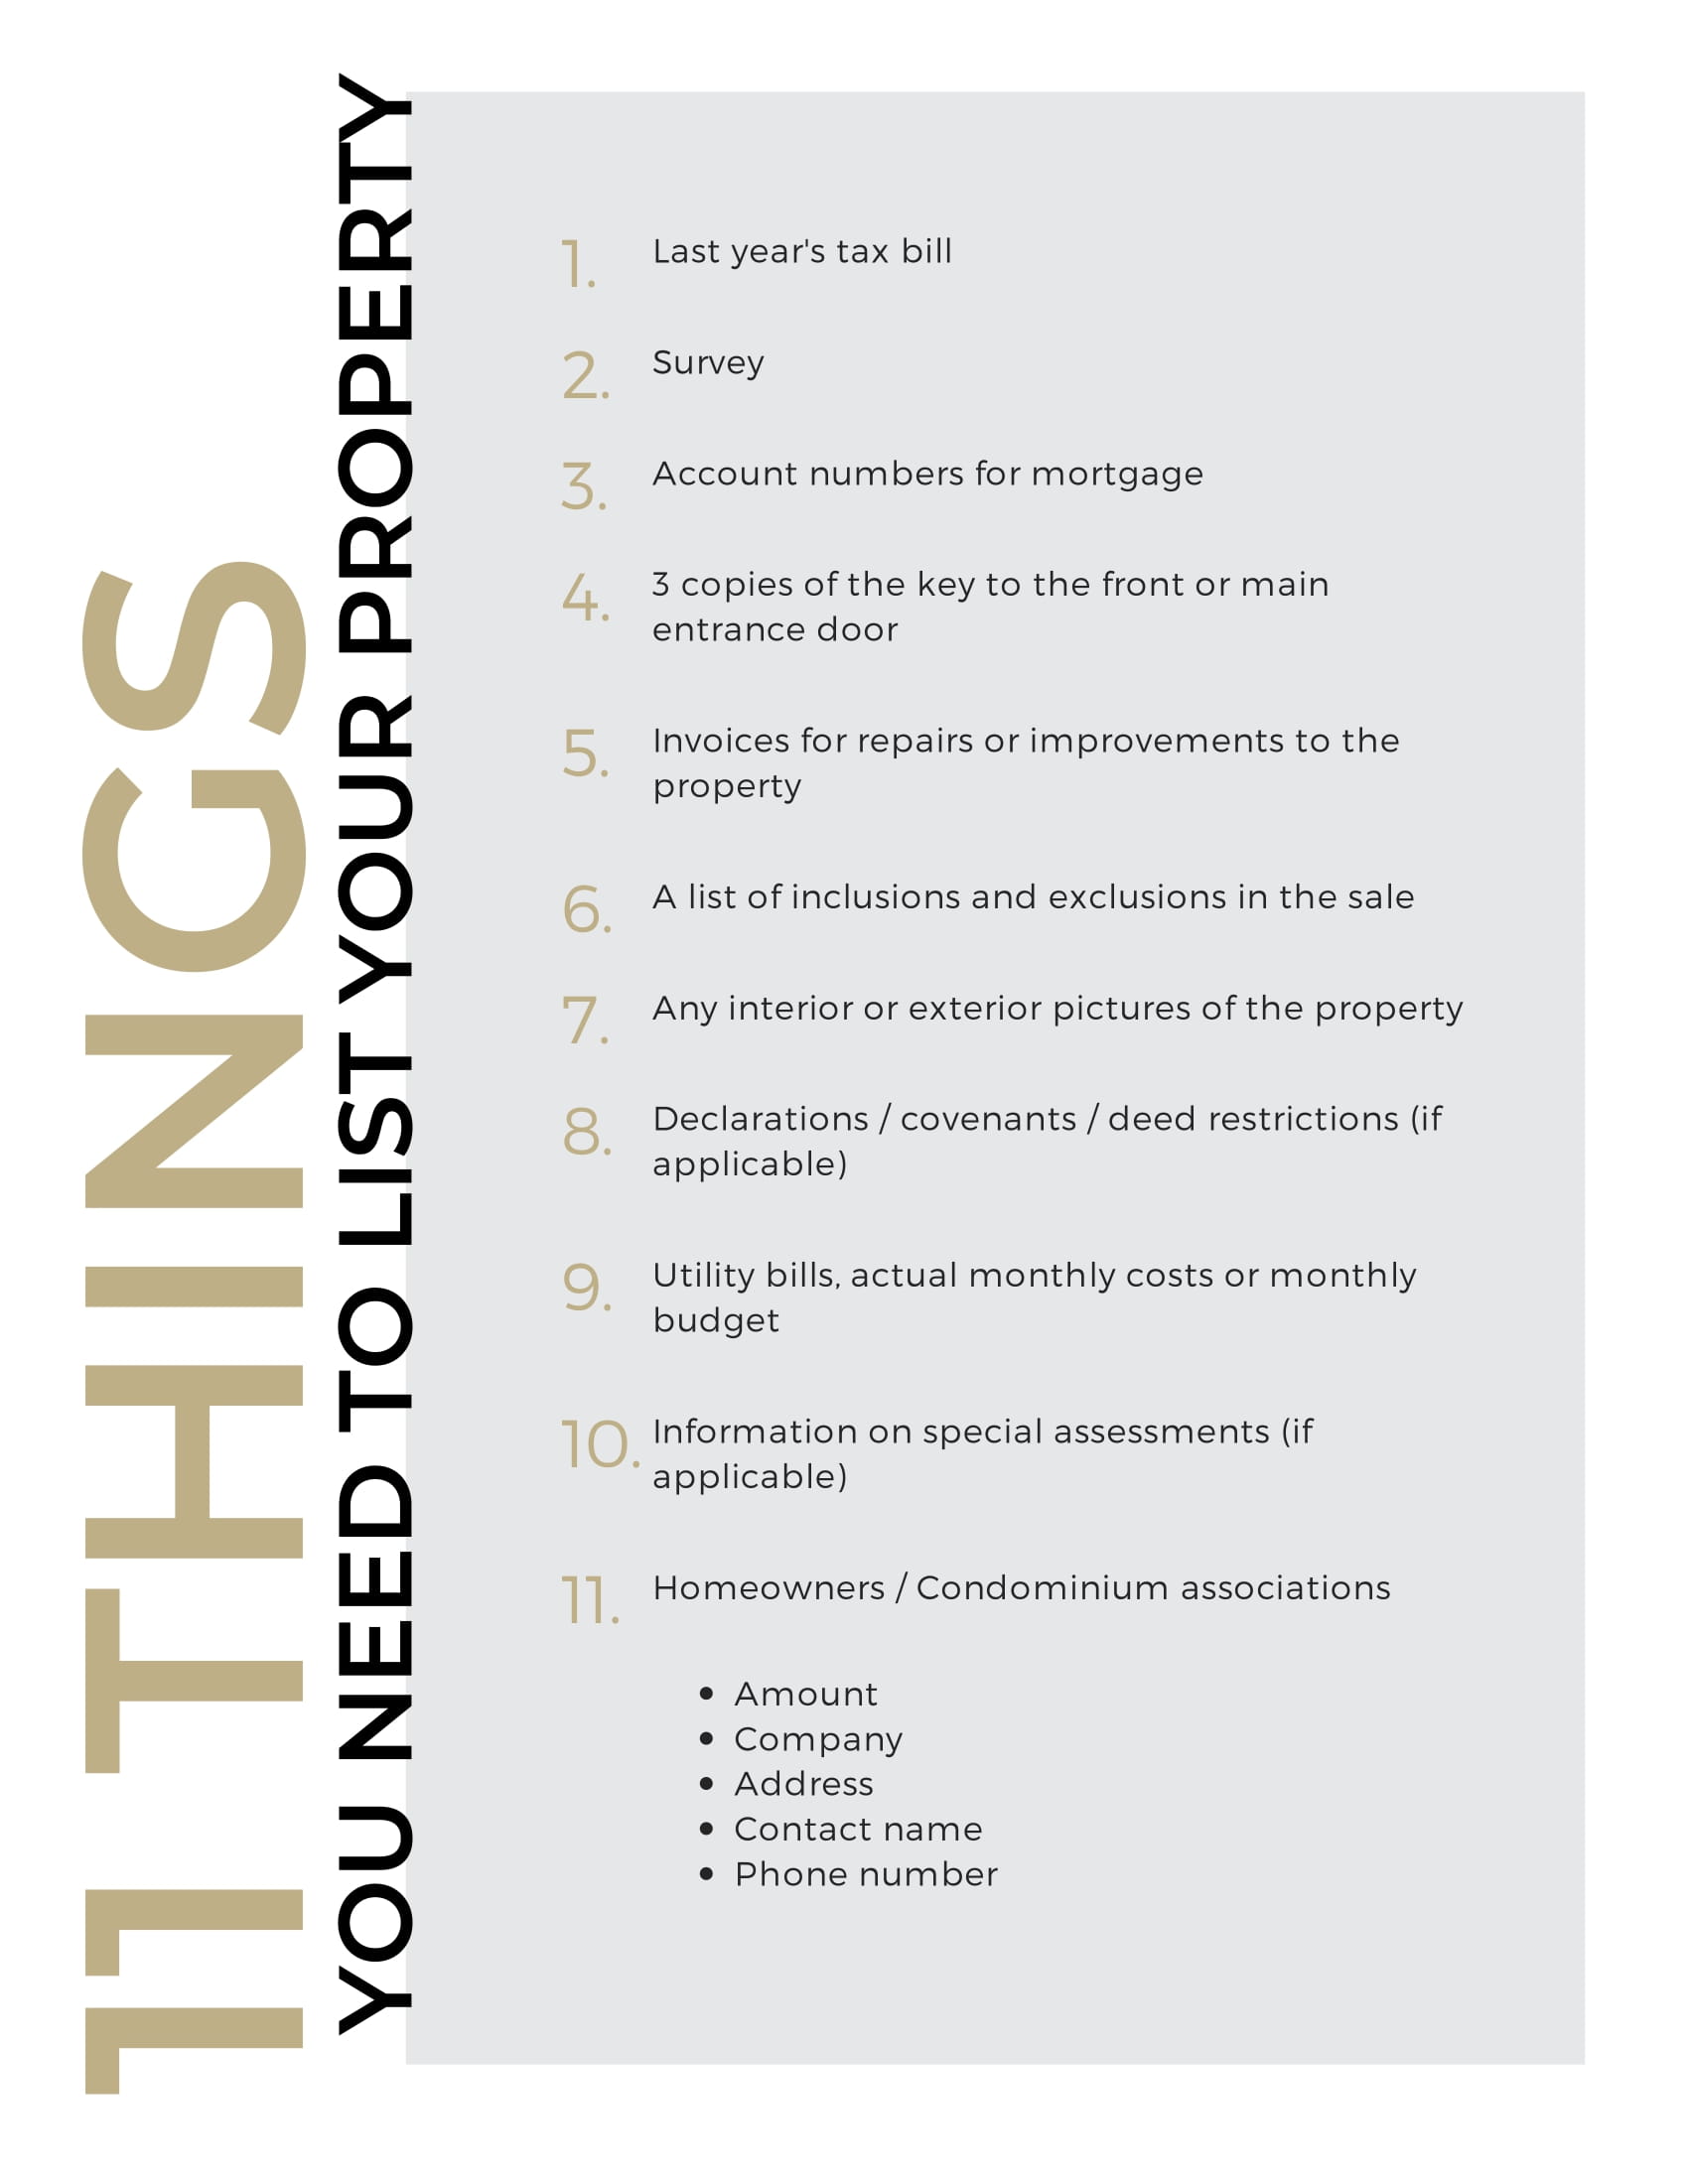 11 THINGS
YOU NEED TO LIST YOUR PROPERTY
1. Last year's tax bill
2. Survey
3. Account numbers for mortgage
4. 3 copies of the key to the front or main
entrance door
5. Invoices for repairs or improvements to the
property
6. A list of inclusions and exclusions in the sale
7. Any interior or exterior pictures of the property
8. Declarations / covenants / deed restrictions (if
applicable)
9. Utility bills, actual monthly costs or monthly
budget
10. Information on special assessments (if
applicable)
11. Homeowners / Condominium associations
• Amount
• Company
• Address
• Contact name
• Phone number